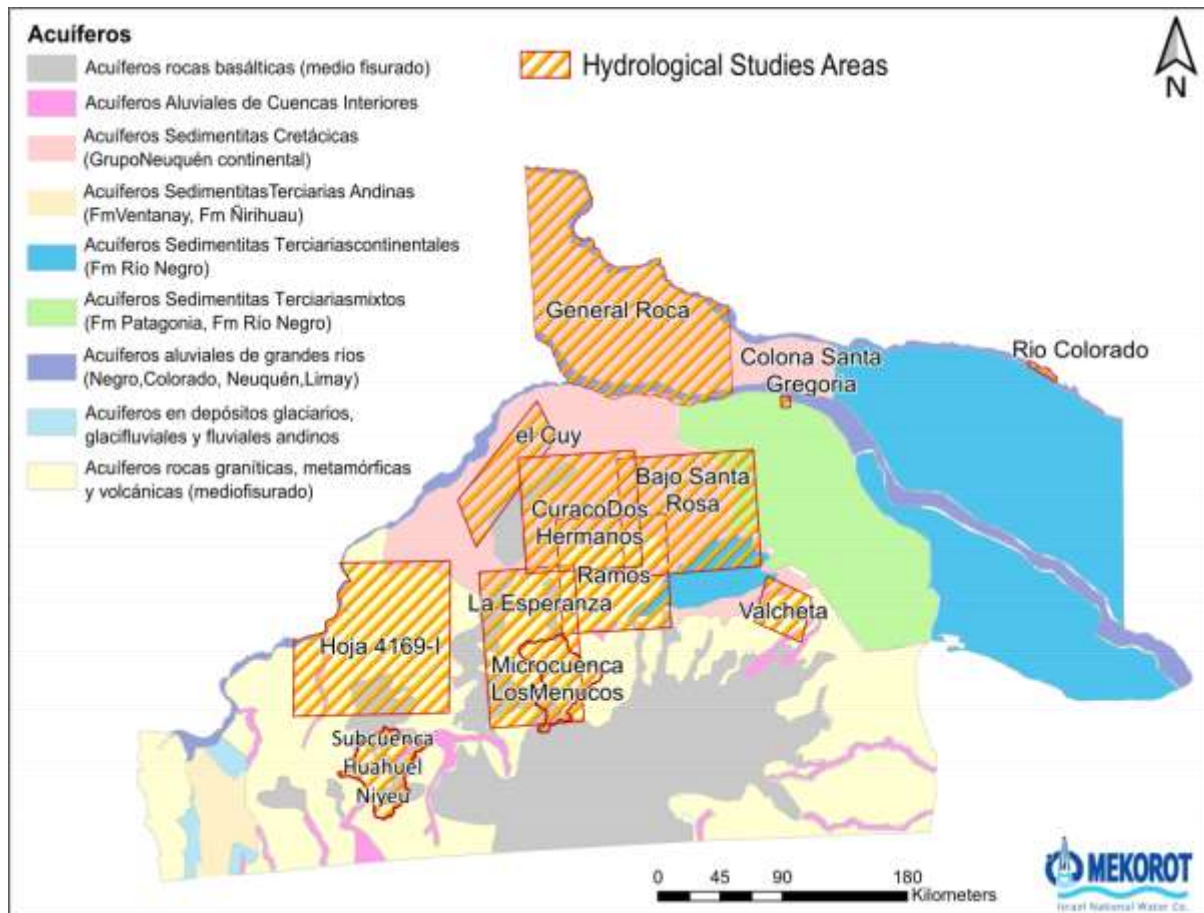 Acuíferos
Acuíferos rocas basálticas (medio fisurado)
Acuíferos Aluviales de Cuencas Interiores
Acuíferos Sedimentitas Cretácicas
(GrupoNeuquén continental)
Acuíferos SedimentitasTerciarias Andinas
(FmVentanay, Fm Ñirihuau)
Acuíferos Sedimentitas Terciariascontinentales
(Fm Río Negro)
Acuíferos Sedimentitas Terciariasmixtos
(Fm Patagonia, Fm Río Negro)
Acuíferos aluviales de grandes ríos
(Negro,Colorado, Neuquén,Limay)
Acuíferos en depósitos glaciarios,
glacifluviales y fluviales andinos
Acuíferos rocas graníticas, metamórficas
y volcánicas (mediofisurado)
Hydrological Studies Areas
N
General Roca
Colona Santa
Gregoria
Rio Colorado
el Cuy
Bajo Santa
Rosa
CuracoDos
Hermanos
Ramos
La Esperanza
Valcheta
Hoja 4169-I
Microcuenca
LosMenucos
Subcuenca
Huahuel
Niyeu
0 45 90 180
Kilometers
MEKOROT
Israel National Water Co.